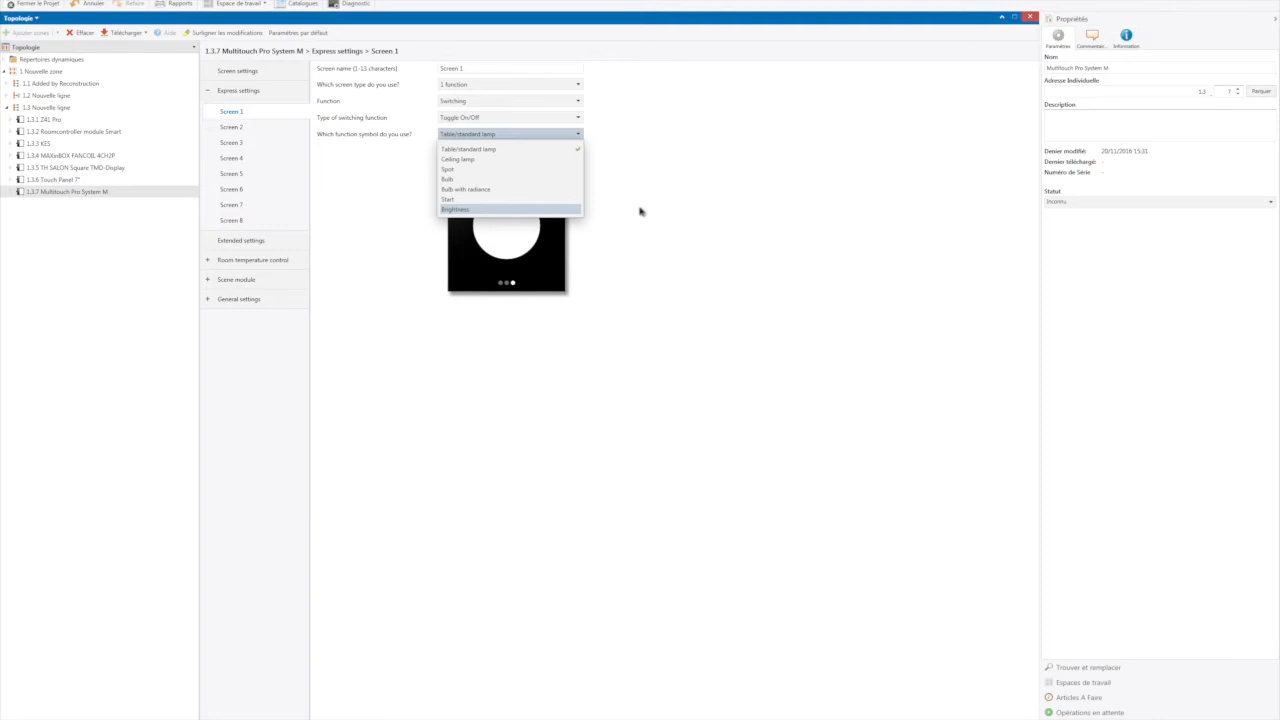 Fermer le Projet
Annuler
Refaire
Rapports
Espace de travail
Catalogues
Diagnostic
Topologie
Ajouter zones
Effacer
Télécharger
Aide
Surligner les modifications
Paramètres par défaut
Topologie
Répertoires dynamiques
1 Nouvelle zone
1.1 Added by Reconstruction
1.2 Nouvelle ligne
1.3 Nouvelle ligne
1.3.1 Z41 Pro
1.3.2 Roomcontroller module Smart
1.3.3 KES
1.3.4 MAXinBOX FANCOIL 4CH2P
1.3.5 TH SALON Square TMD-Display
1.3.6 Touch Panel 7"
1.3.7 Multitouch Pro System M
1.3.7 Multitouch Pro System M > Express settings > Screen 1
Screen settings
Express settings
Screen 1
Screen 2
Screen 3
Screen 4
Screen 5
Screen 6
Screen 7
Screen 8
Extended settings
Room temperature control
Scene module
General settings
Screen name (1-13 characters)
Screen 1
Which screen type do you use?
1 function
Function
Switching
Type of switching function
Toggle On/Off
Which function symbol do you use?
Table/standard lamp
Table/standard lamp
Ceiling lamp
Spot
Bulb
Bulb with radiance
Start
Brightness
Propriétés
Paramètres
Commentai...
Information
Nom
Multitouch Pro System M
Adresse Individuelle
1.3 . 7
Parquer
Description
Denier modifié: 20/11/2016 15:31
Dernier téléchargé: -
Numéro de Série -
Statut
Inconnu
Trouver et remplacer
Espaces de travail
Articles A Faire
Opérations en attente